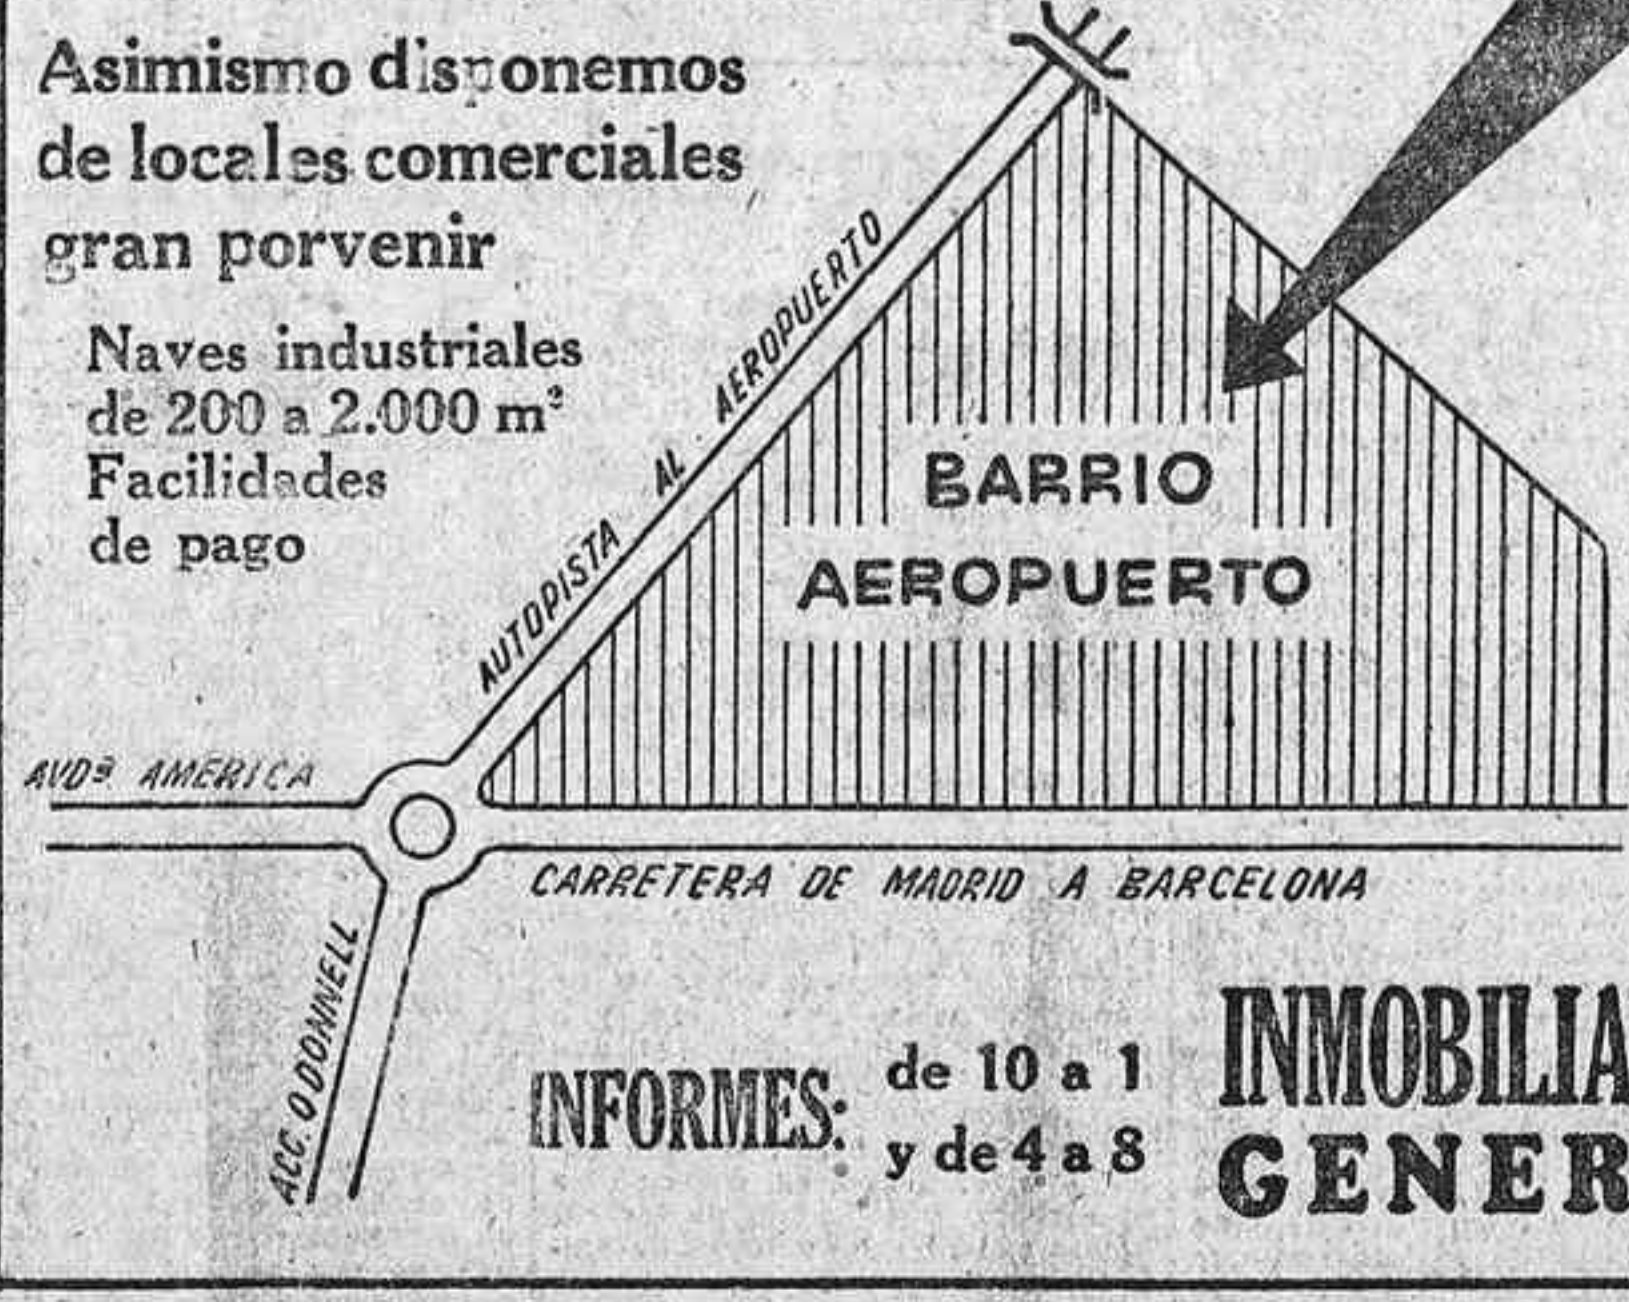 Asimismo disponemos
de locales comerciales
gran porvenir
Naves industriales
de 200 a 2.000 m²
Facilidades
de pago
AUTOPISTA AL AEROPUERTO
BARRIO
AEROPUERTO
AVDª AMERICA
CARRETERA DE MADRID A BARCELONA
ACC. O DONNELL
INFORMES:
de 10 a 1
y de 4 a 8
INMOBILIA
GENER